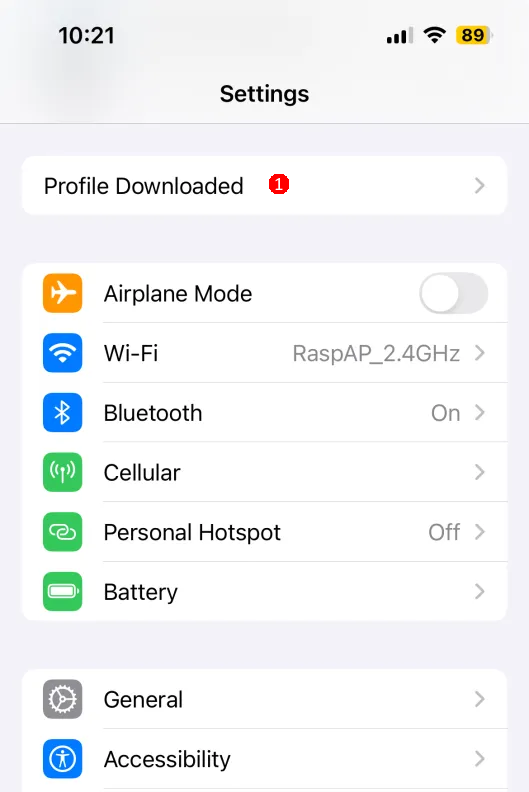 10:21 89
Settings
Profile Downloaded 1
Airplane Mode
Wi-Fi RaspAP_2.4GHz
Bluetooth On
Cellular
Personal Hotspot Off
Battery
General
Accessibility